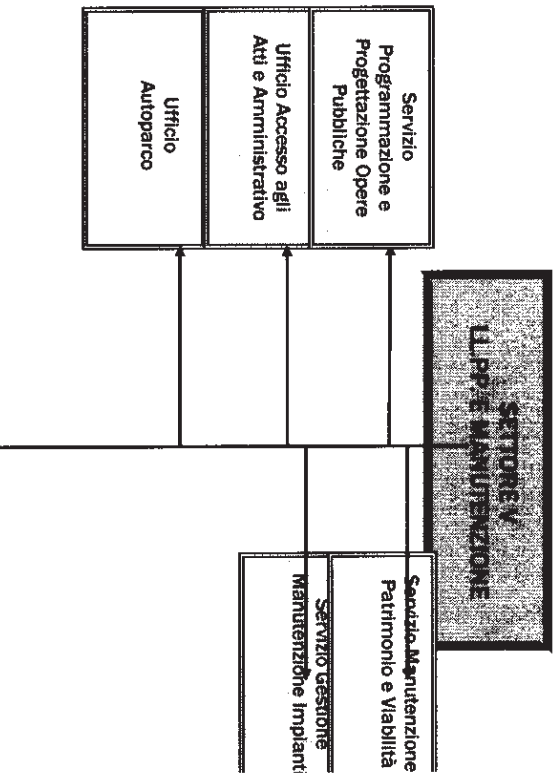 SETTORE V
LL.PP. E MANUTENZIONE
Servizio
Programmazione e
Progettazione Opere
Pubbliche
Ufficio Accesso agli
Atti e Amministrativo
Ufficio
Autoparco
Servizio Manutenzione
Patrimonio e Viabilità
Servizio Gestione
Manutenzione Impianti